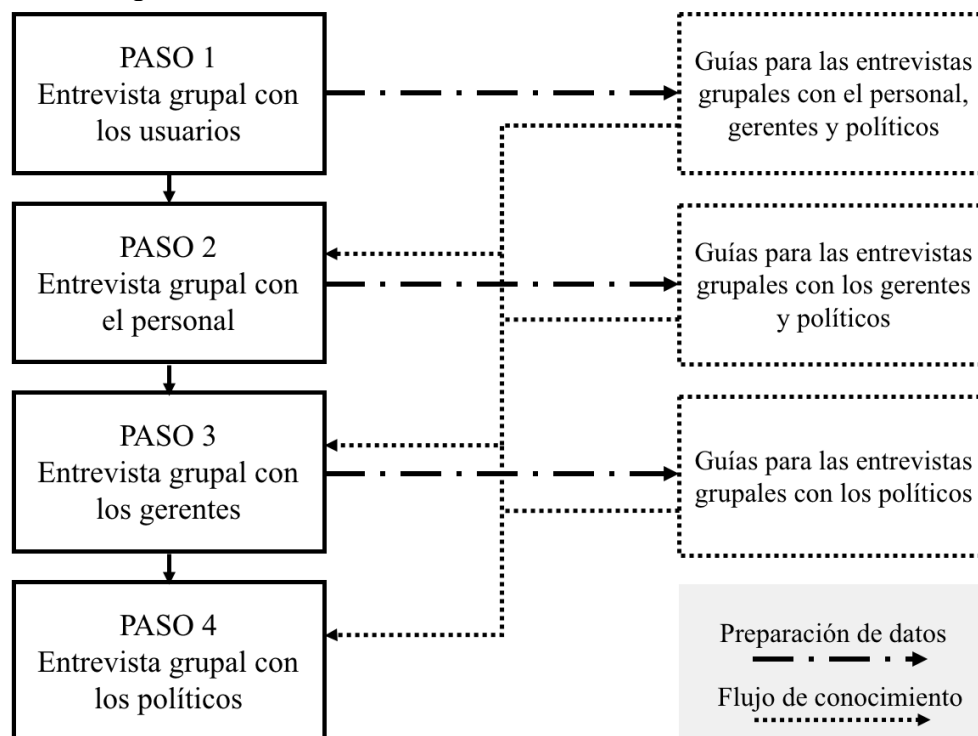 PASO 1
Entrevista grupal con
los usuarios
Guías para las entrevistas
grupales con el personal,
gerentes y políticos
PASO 2
Entrevista grupal con
el personal
Guías para las entrevistas
grupales con los gerentes
y políticos
PASO 3
Entrevista grupal con
los gerentes
Guías para las entrevistas
grupales con los políticos
PASO 4
Entrevista grupal con
los políticos
Preparación de datos
Flujo de conocimiento